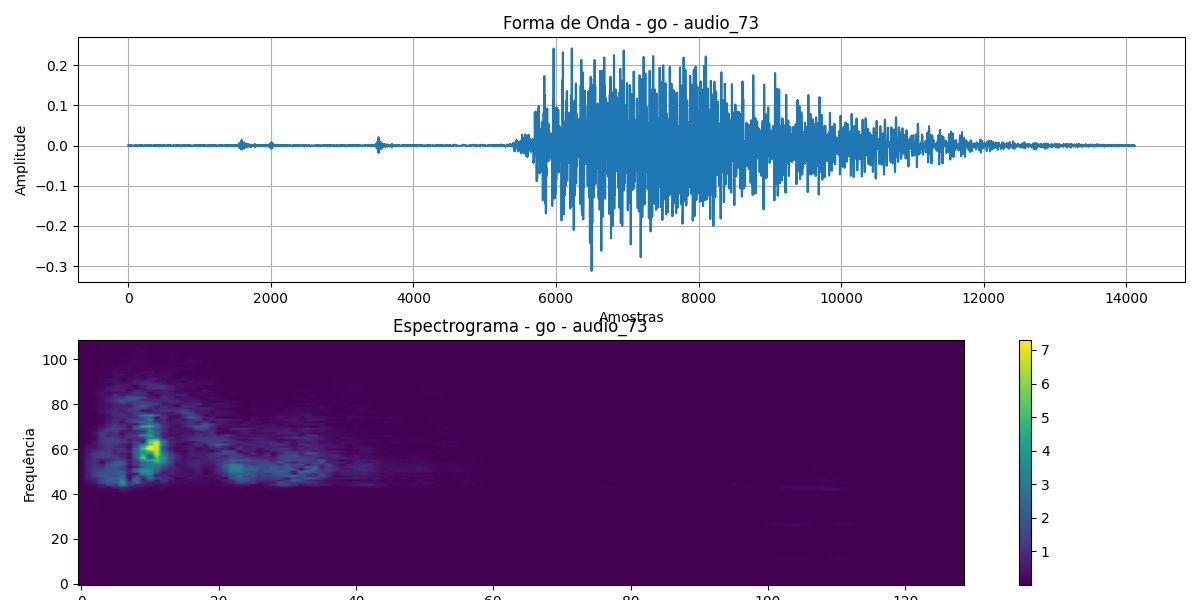 Forma de Onda - go - audio_73
Amplitude
0.2
0.1
0.0
−0.1
−0.2
−0.3
0 2000 4000 6000 8000 10000 12000 14000
Amostras
Espectrograma - go - audio_73
Frequência
100
80
60
40
20
0
0 20 40 60 80 100 120
7
6
5
4
3
2
1